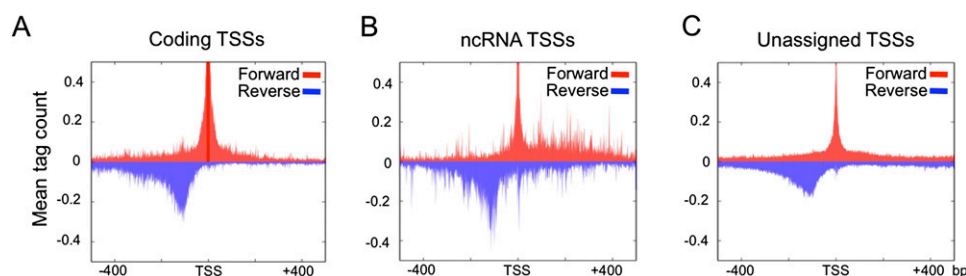 A
Coding TSSs
Forward
Reverse
Mean tag count
0.4
0.2
0
-0.2
-0.4
-400
TSS
+400
B
ncRNA TSSs
Forward
Reverse
0.4
0.2
0
-0.2
-0.4
-400
TSS
+400
C
Unassigned TSSs
Forward
Reverse
0.4
0.2
0
-0.2
-0.4
-400
TSS
+400
bp